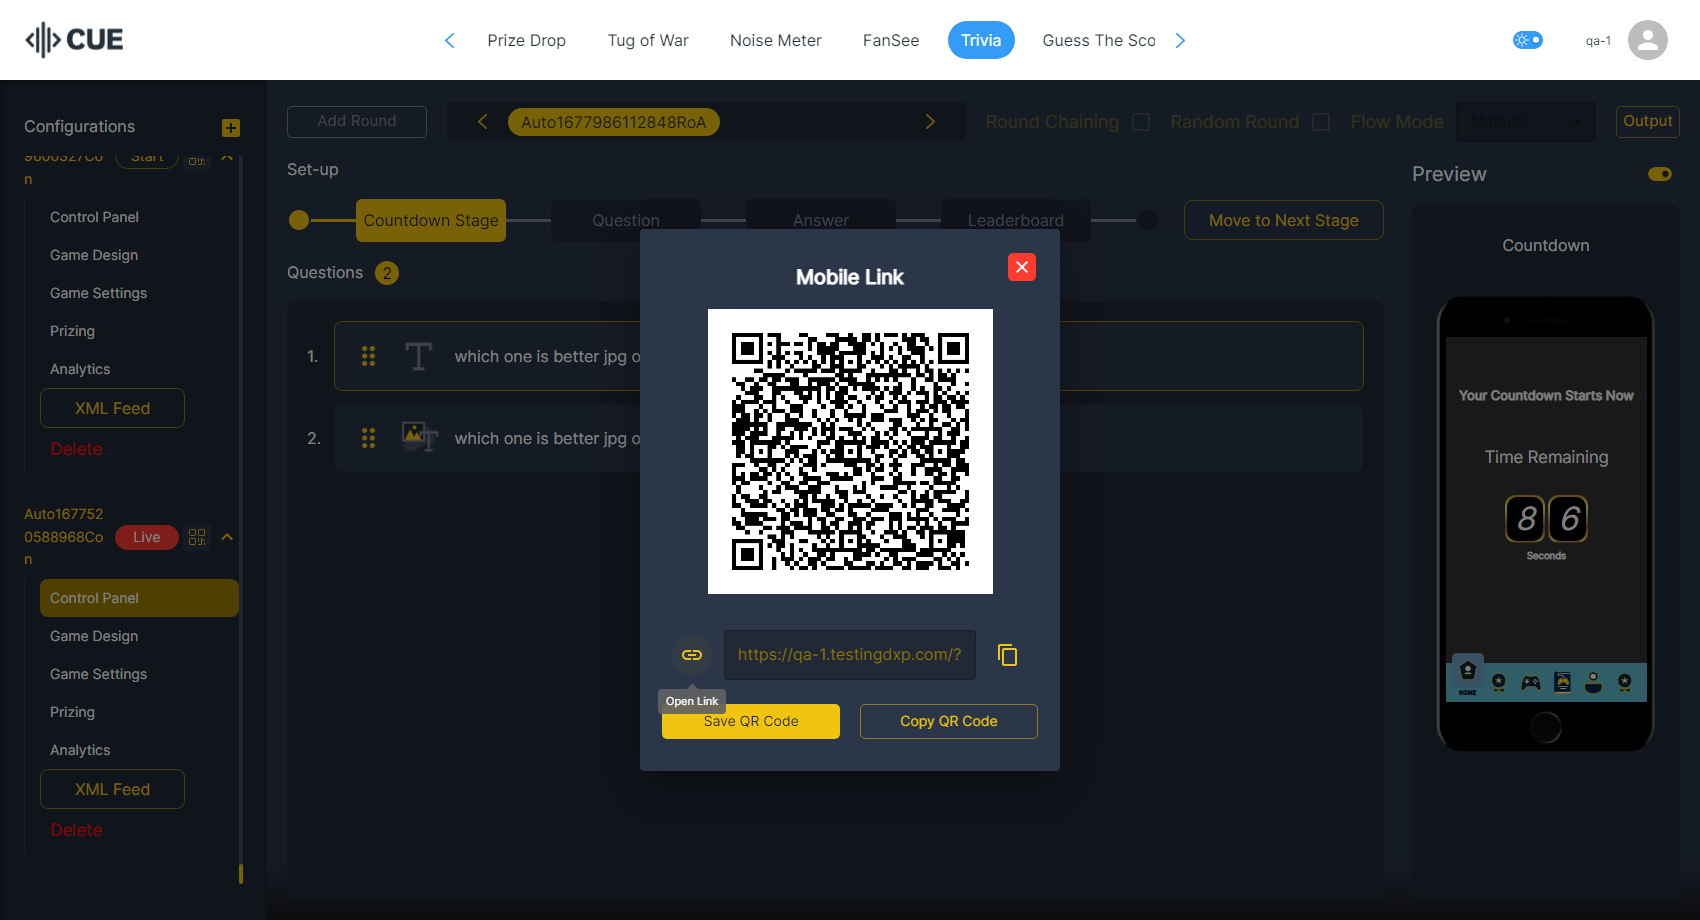 CUE
Prize Drop
Tug of War
Noise Meter
FanSee
Trivia
Guess The Sco
qa-1
Configurations
9600327Co
n
Start
Control Panel
Game Design
Game Settings
Prizing
Analytics
XML Feed
Delete
Auto167752
0588968Co
n
Live
Control Panel
Game Design
Game Settings
Prizing
Analytics
XML Feed
Delete
Add Round
Auto1677986112848RoA
Round Chaining
Random Round
Flow Mode
Manual
Output
Set-up
Countdown Stage
Question
Answer
Leaderboard
Move to Next Stage
Questions 2
1. which one is better jpg o
2. which one is better jpg o
Mobile Link
https://qa-1.testingdxp.com/?
Open Link
Save QR Code
Copy QR Code
Preview
Countdown
Your Countdown Starts Now
Time Remaining
8 6
Seconds
HOME